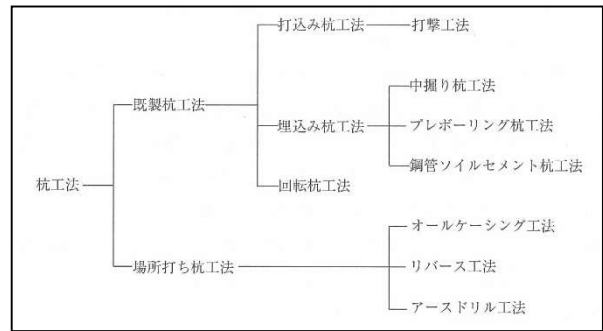 打込み杭工法
打撃工法
中掘り杭工法
既製杭工法
埋込み杭工法
プレボーリング杭工法
鋼管ソイルセメント杭工法
杭工法
回転杭工法
オールケーシング工法
場所打ち杭工法
リバース工法
アースドリル工法